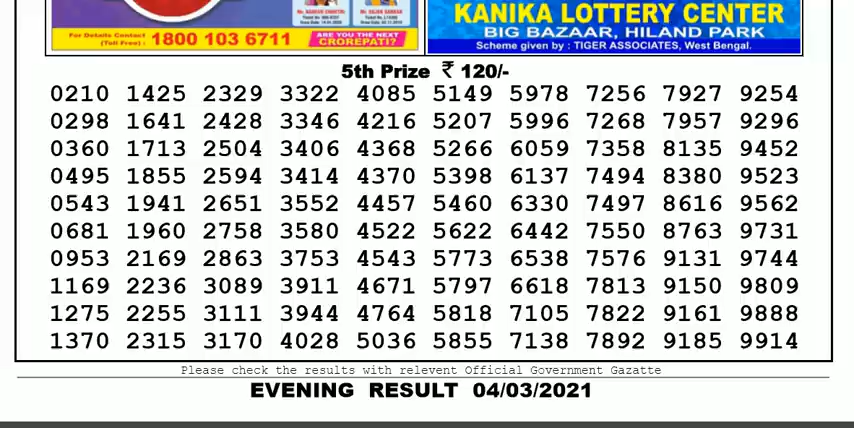 KANIKA LOTTERY CENTER
BIG BAZAAR, HILAND PARK
Scheme given by : TIGER ASSOCIATES, West Bengal.
For Details Contact
(Toll Free) : 1800 103 6711
ARE YOU THE NEXT
CROREPATI?
5th Prize ₹ 120/-
0210 1425 2329 3322 4085 5149 5978 7256 7927 9254
0298 1641 2428 3346 4216 5207 5996 7268 7957 9296
0360 1713 2504 3406 4368 5266 6059 7358 8135 9452
0495 1855 2594 3414 4370 5398 6137 7494 8380 9523
0543 1941 2651 3552 4457 5460 6330 7497 8616 9562
0681 1960 2758 3580 4522 5622 6442 7550 8763 9731
0953 2169 2863 3753 4543 5773 6538 7576 9131 9744
1169 2236 3089 3911 4671 5797 6618 7813 9150 9809
1275 2255 3111 3944 4764 5818 7105 7822 9161 9888
1370 2315 3170 4028 5036 5855 7138 7892 9185 9914
Please check the results with relevent Official Government Gazatte
EVENING RESULT 04/03/2021